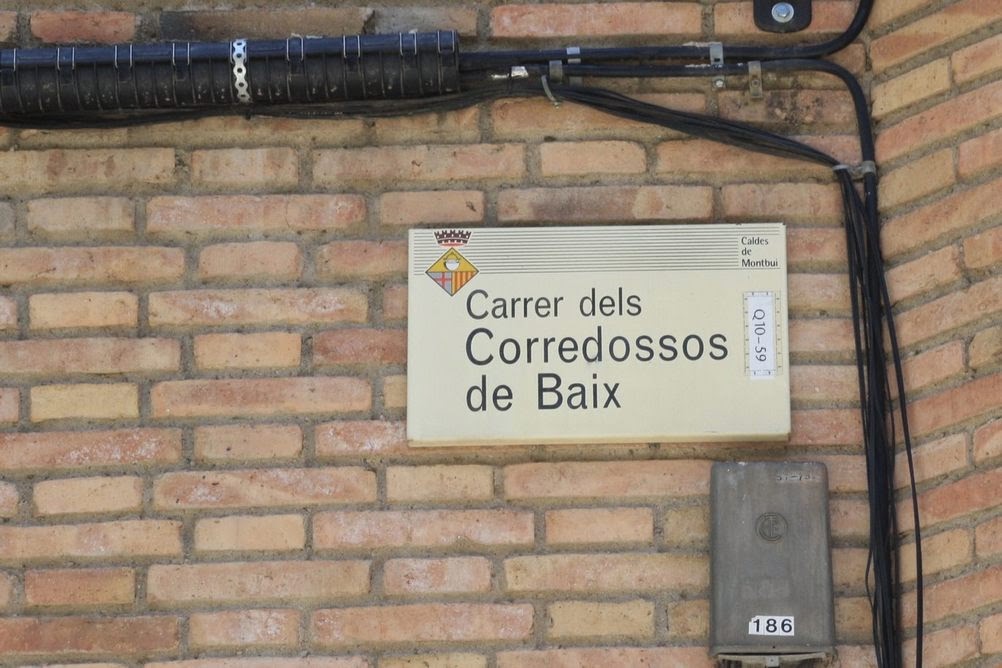 Caldes
de
Montbui
Carrer dels
Corredossos
de Baix
Q10-59
186